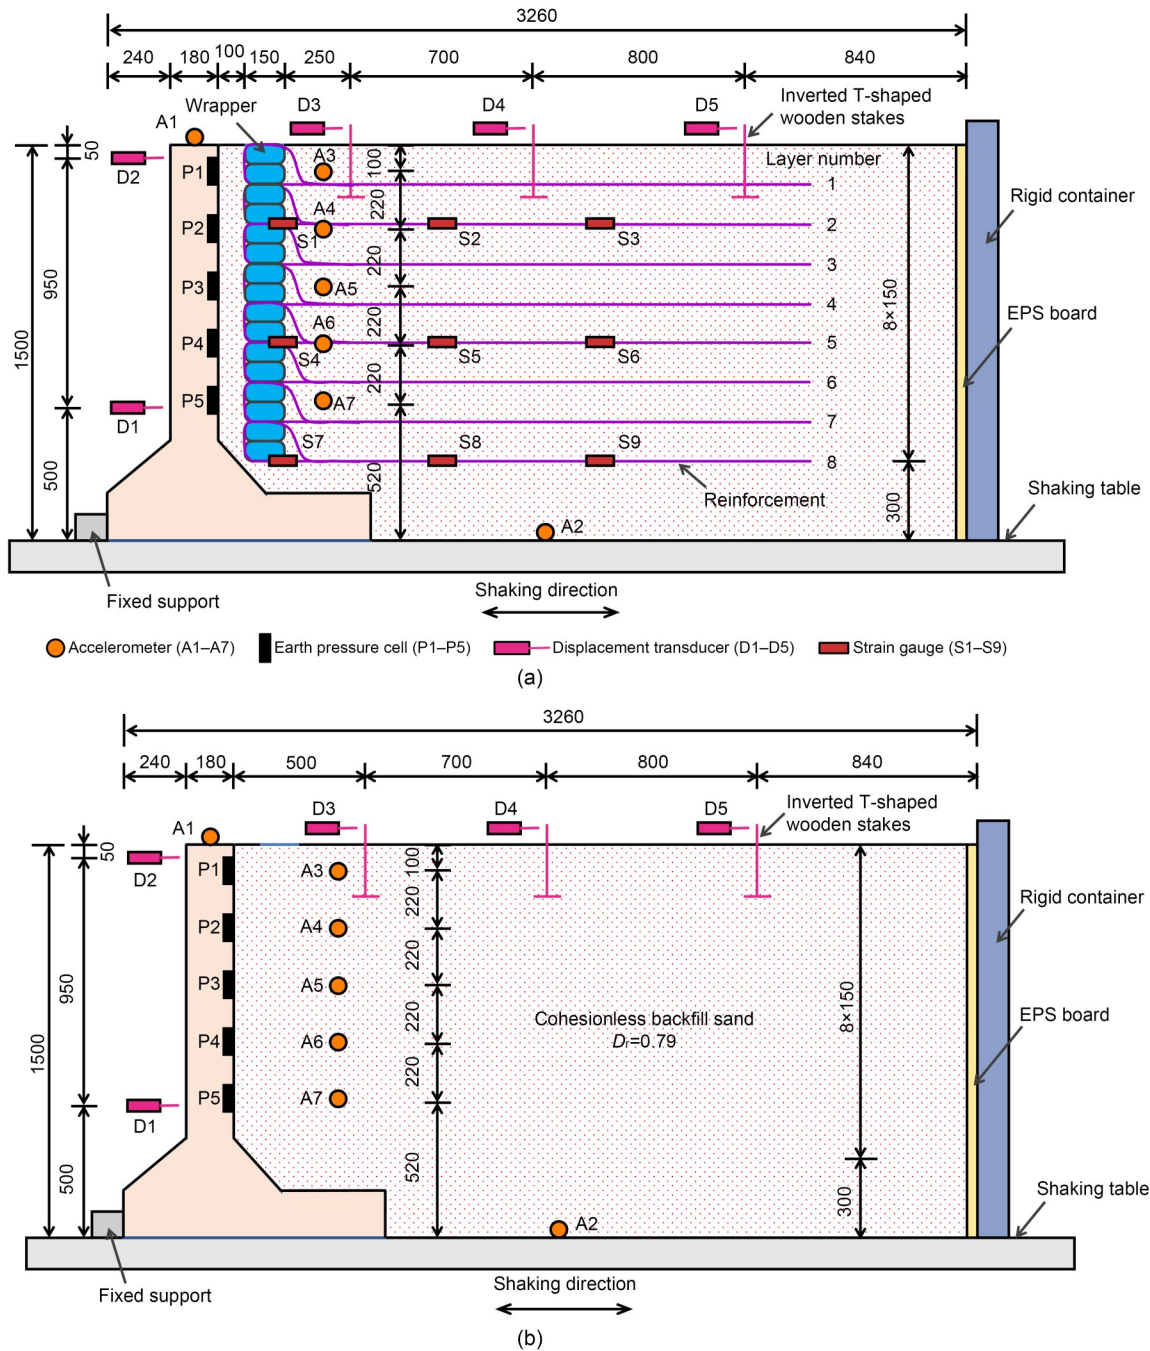 3260
240 180 100 150 250 700 800 840
Wrapper
D3
D4
D5
Inverted T-shaped
wooden stakes
A1
50
D2
P1
A3
100
Layer number
1
Rigid container
A4
220
P2
S1
S2
S3
2
220
3
950
P3
A5
4
8×150
EPS board
1500
A6
220
P4
S4
S5
S6
5
220
6
P5
A7
D1
7
S7
S8
S9
8
500
520
Reinforcement
300
Shaking table
A2
Fixed support
Shaking direction
Accelerometer (A1–A7)
Earth pressure cell (P1–P5)
Displacement transducer (D1–D5)
Strain gauge (S1–S9)
(a)
3260
240 180 500 700 800 840
D3
D4
D5
Inverted T-shaped
wooden stakes
A1
50
D2
P1
A3
100
Rigid container
220
P2
A4
220
950
P3
A5
8×150
Cohesionless backfill sand
Dr=0.79
EPS board
1500
220
P4
A6
220
P5
A7
D1
500
520
300
Shaking table
A2
Fixed support
Shaking direction
(b)